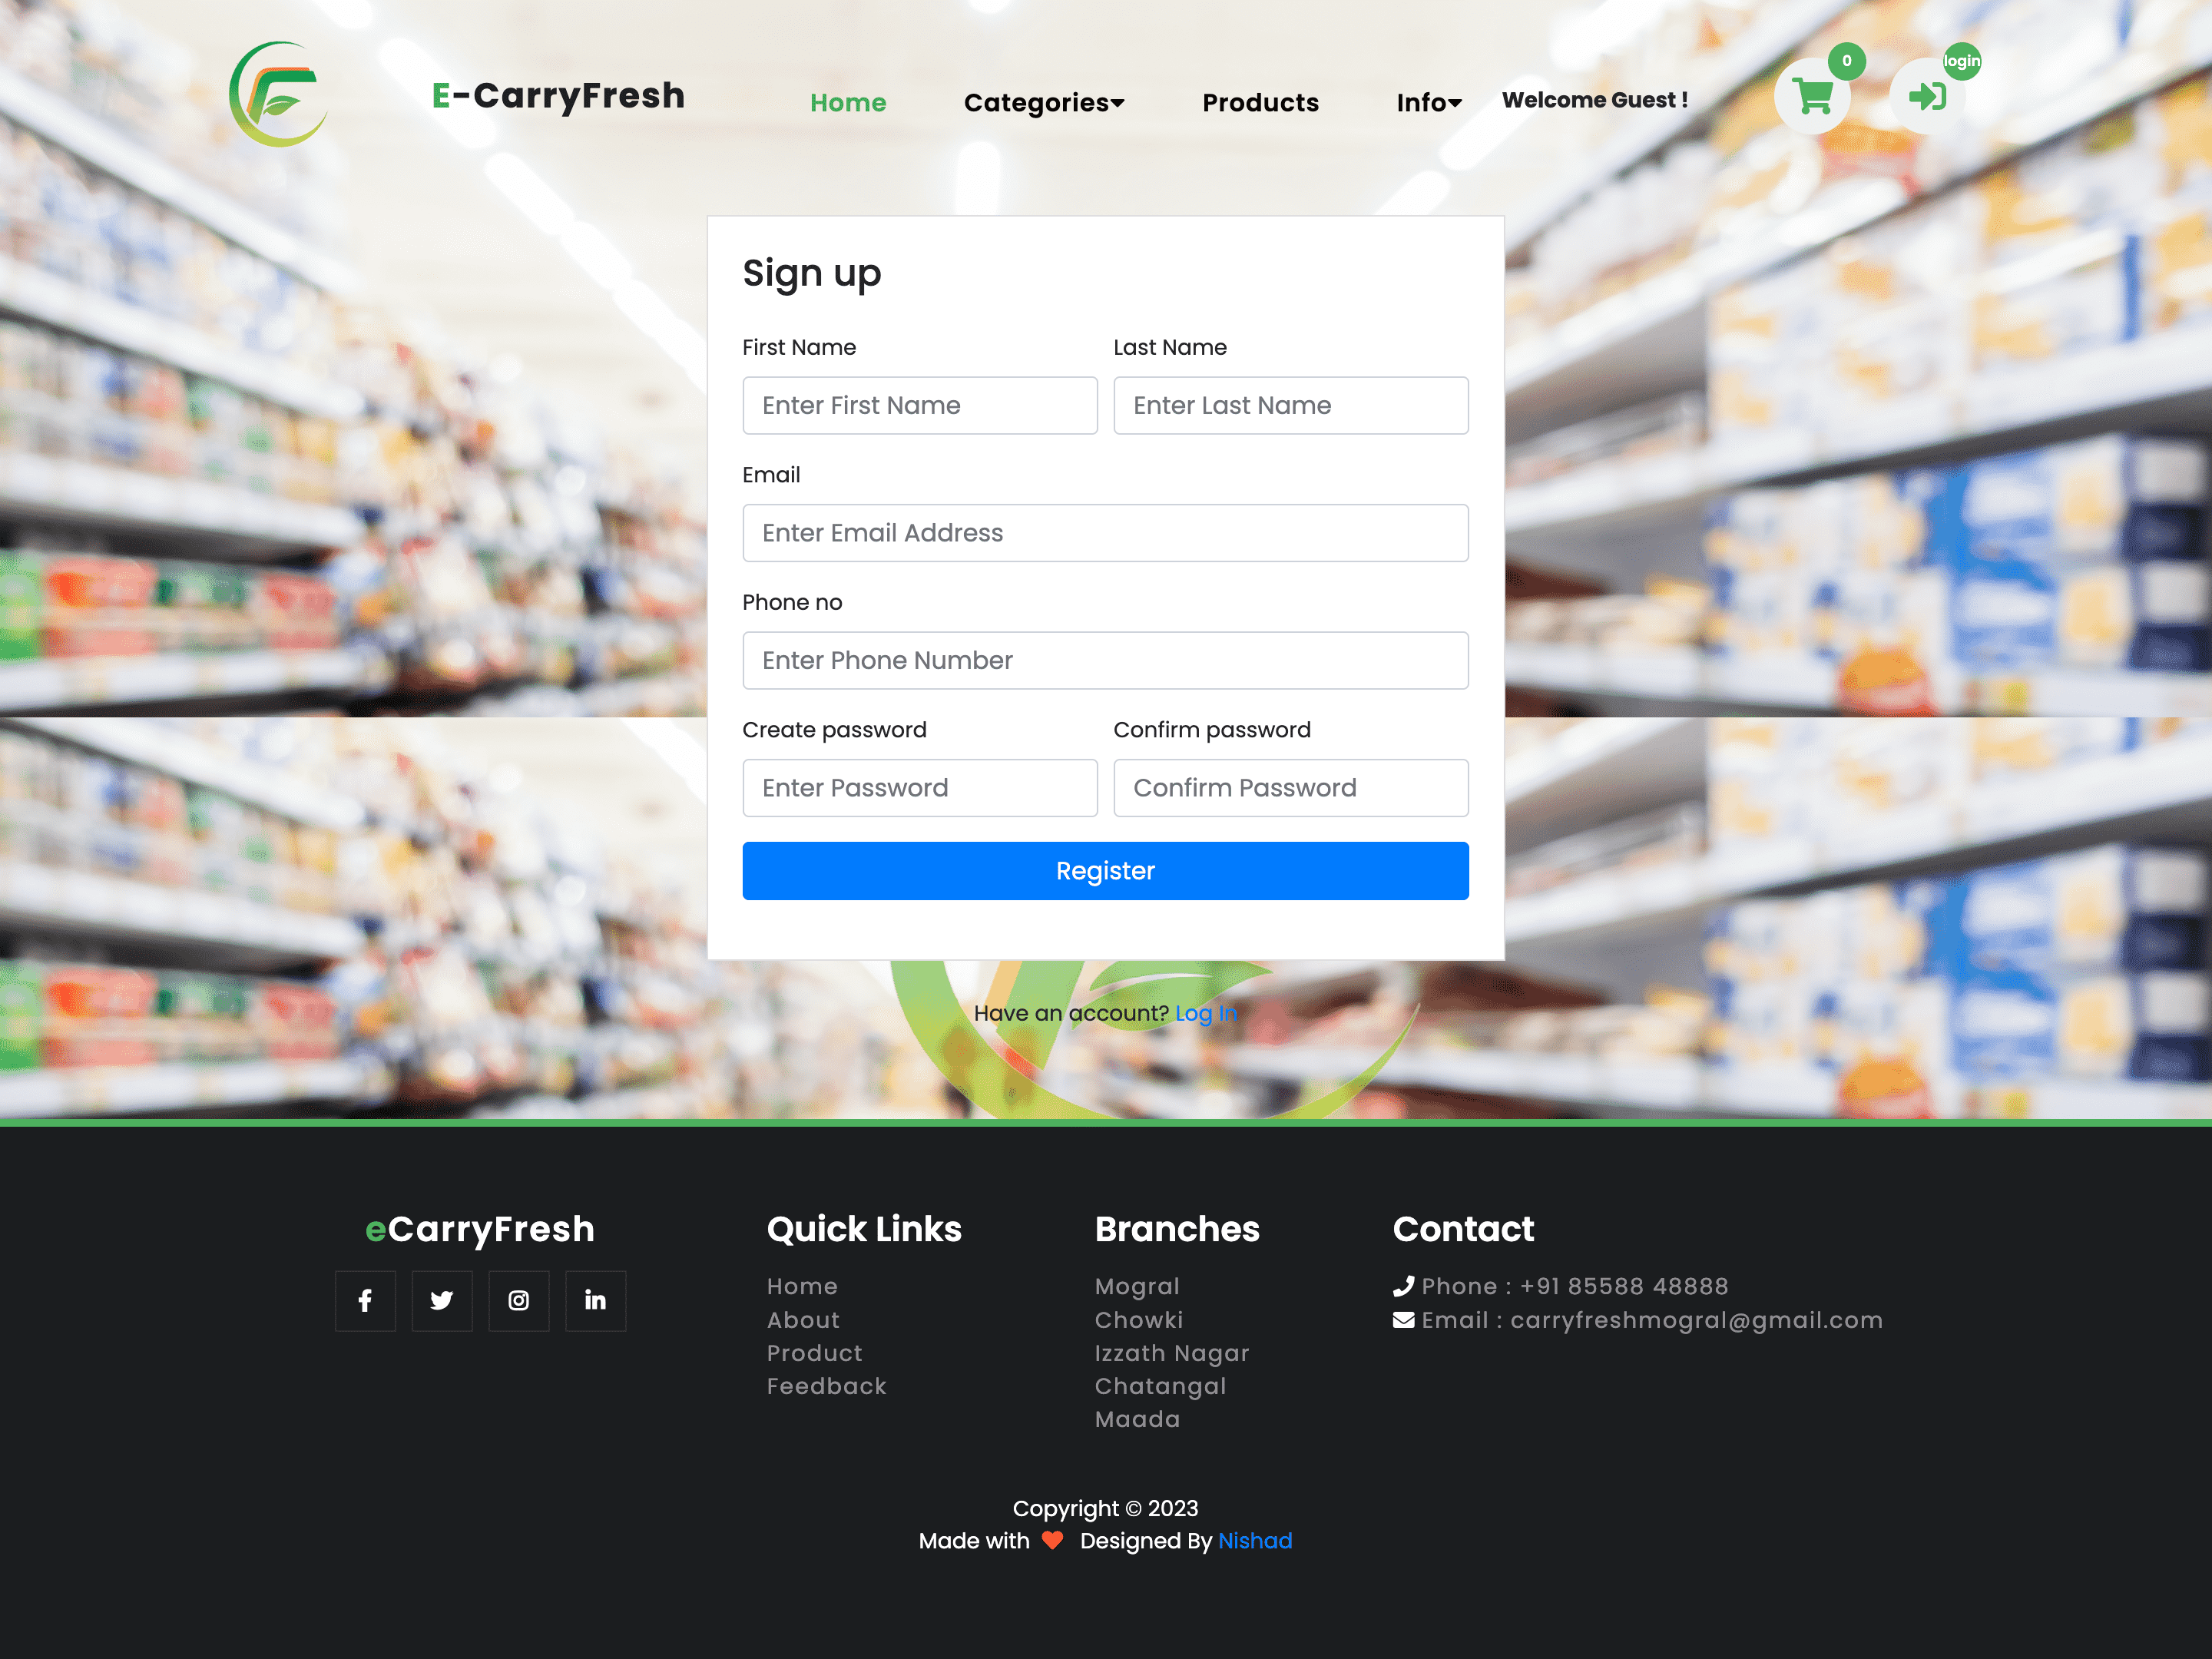 E-CarryFresh
Home Categories Products Info Welcome Guest ! 0 login
Sign up
First Name Last Name
Enter First Name Enter Last Name
Email
Enter Email Address
Phone no
Enter Phone Number
Create password Confirm password
Enter Password Confirm Password
Register
Have an account? Log In
eCarryFresh
Quick Links
Home
About
Product
Feedback
Branches
Mogral
Chowki
Izzath Nagar
Chatangal
Maada
Contact
Phone : +91 85588 48888
Email : carryfreshmogral@gmail.com
Copyright © 2023
Made with Designed By Nishad